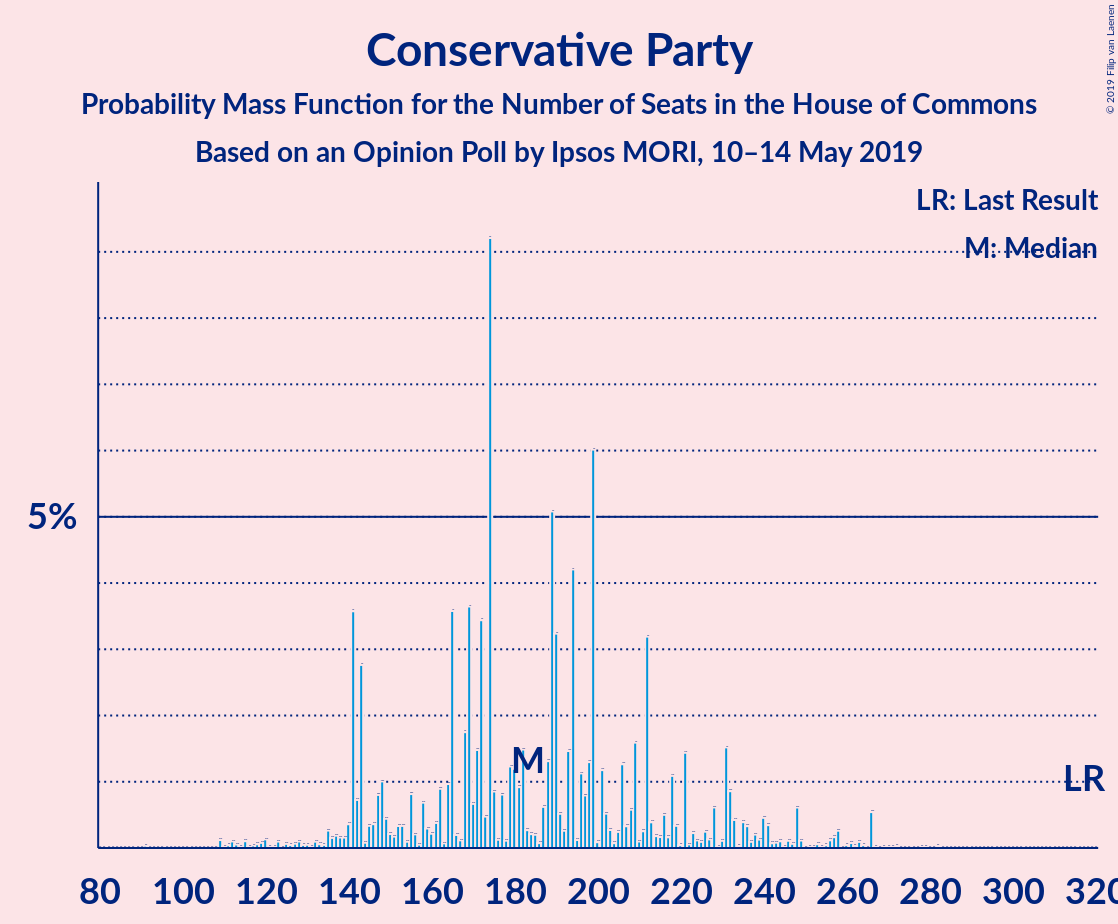 © 2019 Filip van Laenen
Conservative Party
Probability Mass Function for the Number of Seats in the House of Commons
Based on an Opinion Poll by Ipsos MORI, 10–14 May 2019
LR: Last Result
M: Median
5%
M
LR
80 100 120 140 160 180 200 220 240 260 280 300 320